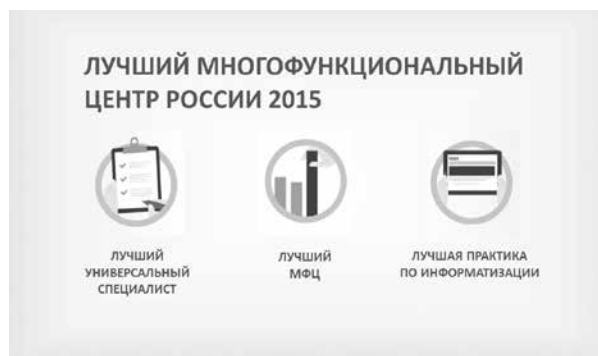 ЛУЧШИЙ МНОГОФУНКЦИОНАЛЬНЫЙ
ЦЕНТР РОССИИ 2015
ЛУЧШИЙ
УНИВЕРСАЛЬНЫЙ
СПЕЦИАЛИСТ
ЛУЧШИЙ
МФЦ
ЛУЧШАЯ ПРАКТИКА
ПО ИНФОРМАТИЗАЦИИ